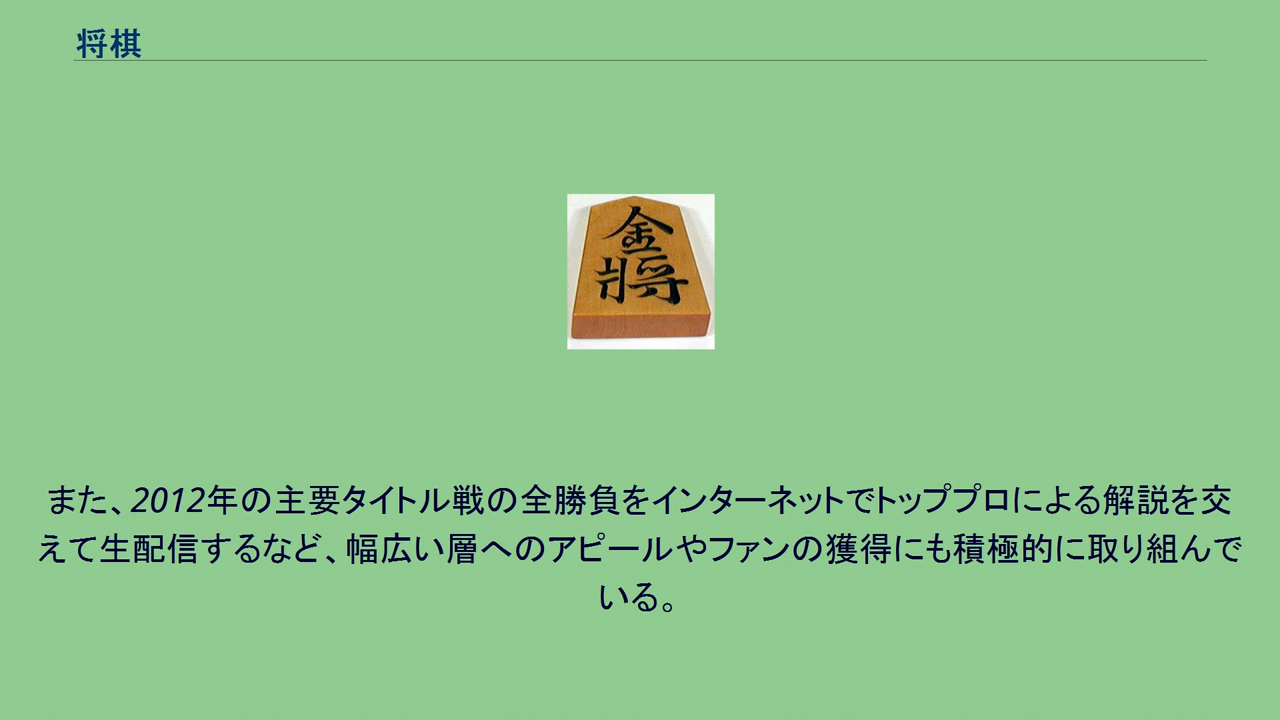 将棋
金
將
また、2012年の主要タイトル戦の全勝負をインターネットでトッププロによる解説を交
えて生配信するなど、幅広い層へのアピールやファンの獲得にも積極的に取り組んで
いる。